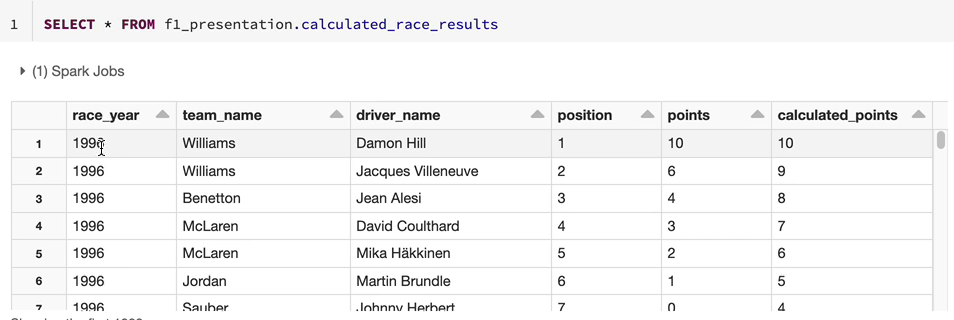 1 SELECT * FROM f1_presentation.calculated_race_results
(1) Spark Jobs
race_year team_name driver_name position points calculated_points
1 1996 Williams Damon Hill 1 10 10
2 1996 Williams Jacques Villeneuve 2 6 9
3 1996 Benetton Jean Alesi 3 4 8
4 1996 McLaren David Coulthard 4 3 7
5 1996 McLaren Mika Häkkinen 5 2 6
6 1996 Jordan Martin Brundle 6 1 5
7 1996 Sauber Johnny Herbert 7 0 4